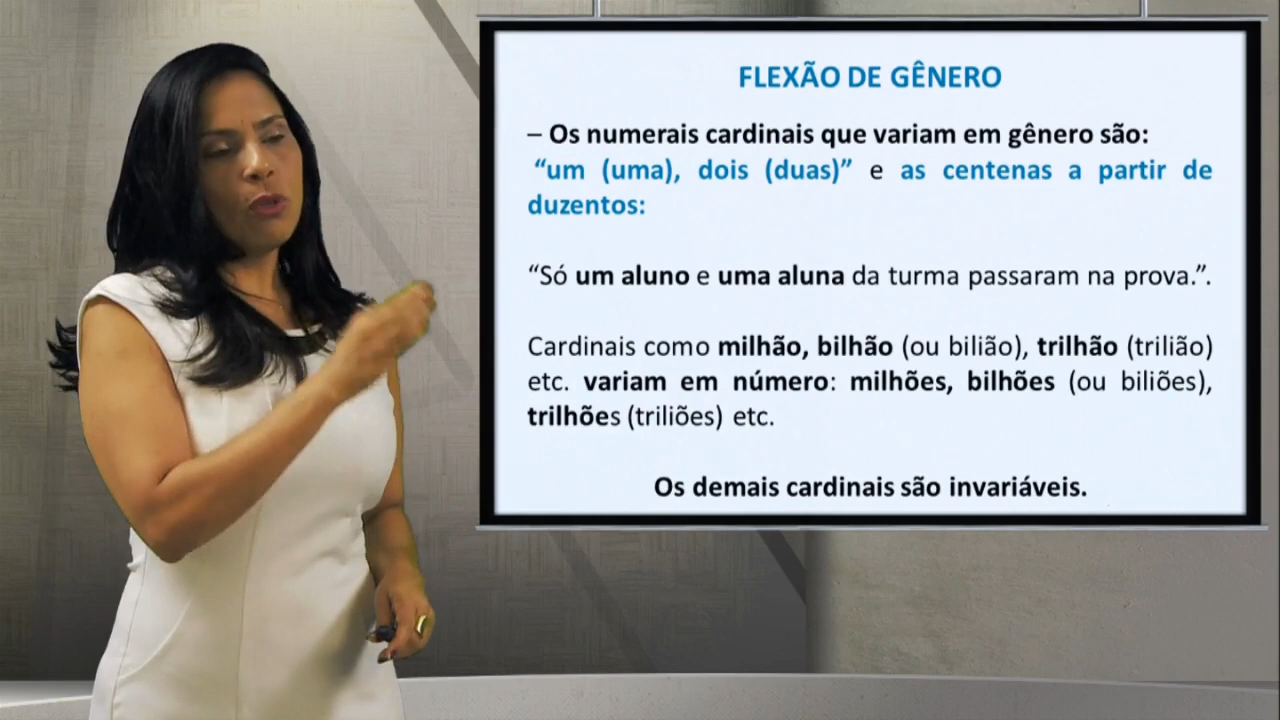 FLEXÃO DE GÊNERO
– Os numerais cardinais que variam em gênero são:
“um (uma), dois (duas)” e as centenas a partir de
duzentos:
“Só um aluno e uma aluna da turma passaram na prova.”.
Cardinais como milhão, bilhão (ou bilião), trilhão (trilião)
etc. variam em número: milhões, bilhões (ou biliões),
trilhões (triliões) etc.
Os demais cardinais são invariáveis.